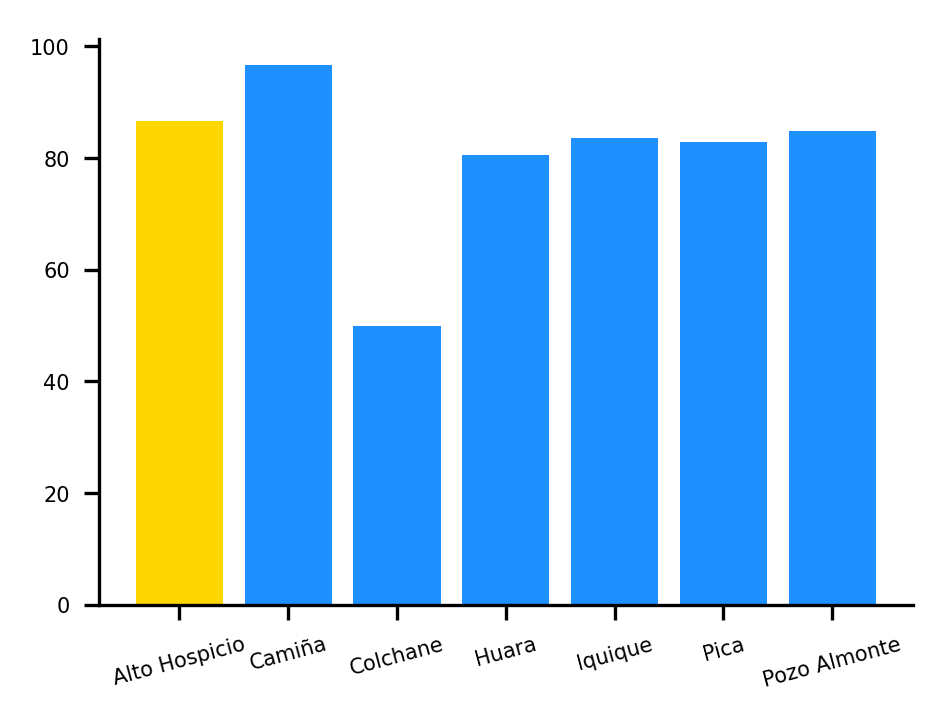 100
80
60
40
20
0
Alto Hospicio
Camiña
Colchane
Huara
Iquique
Pica
Pozo Almonte